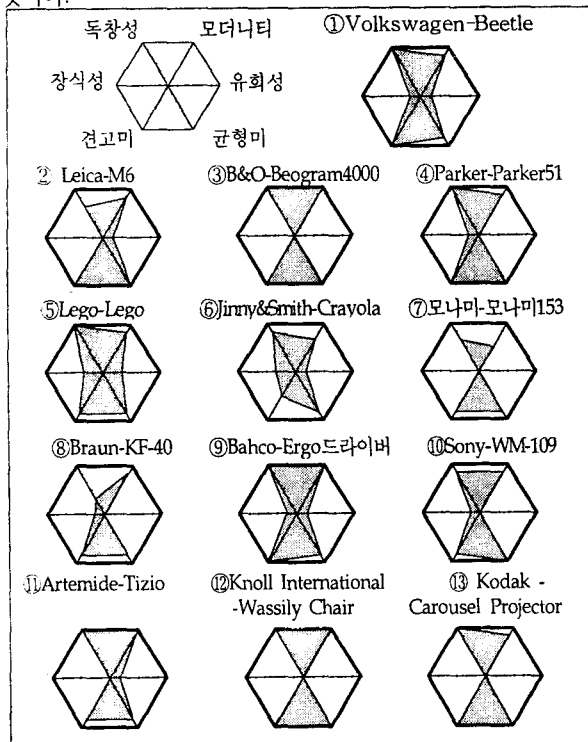 독창성 모더니티
장식성 유희성
견고미 균형미
①Volkswagen-Beetle
② Leica-M6
③B&O-Beogram4000
④Parker-Parker51
⑤Lego-Lego
⑥Jinny&Smith-Crayola
⑦모나미-모나미153
⑧Braun-KF-40
⑨Bahco-Ergo드라이버
⑩Sony-WM-109
⑪Artemide-Tizio
⑫Knoll International
-Wassily Chair
⑬ Kodak -
Carousel Projector